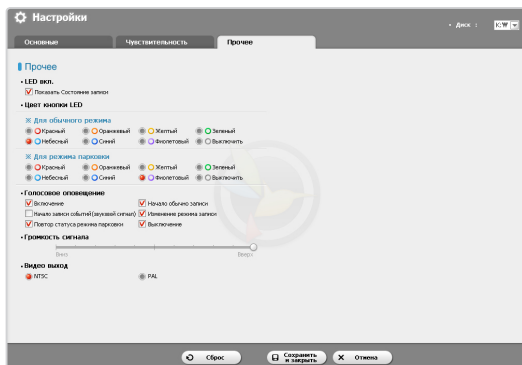 Настройки
• Диск : K:\
Основные Чувствительность Прочее
Прочее
• LED вкл.
Показать Состояние записи
• Цвет кнопки LED
※ Для обычного режима
Красный Оранжевый Желтый Зеленый
Небесный Синий Фиолетовый Выключить
※ Для режима парковки
Красный Оранжевый Желтый Зеленый
Небесный Синий Фиолетовый Выключить
• Голосовое оповещение
Включение Начало обычно записи
Начало записи событий(звуковой сигнал) Изменение режима записи
Повтор статуса режима парковки Выключение
• Громкость сигнала
Вниз Вверх
• Видео выход
NTSC PAL
Сброс Сохранить и закрыть Отмена